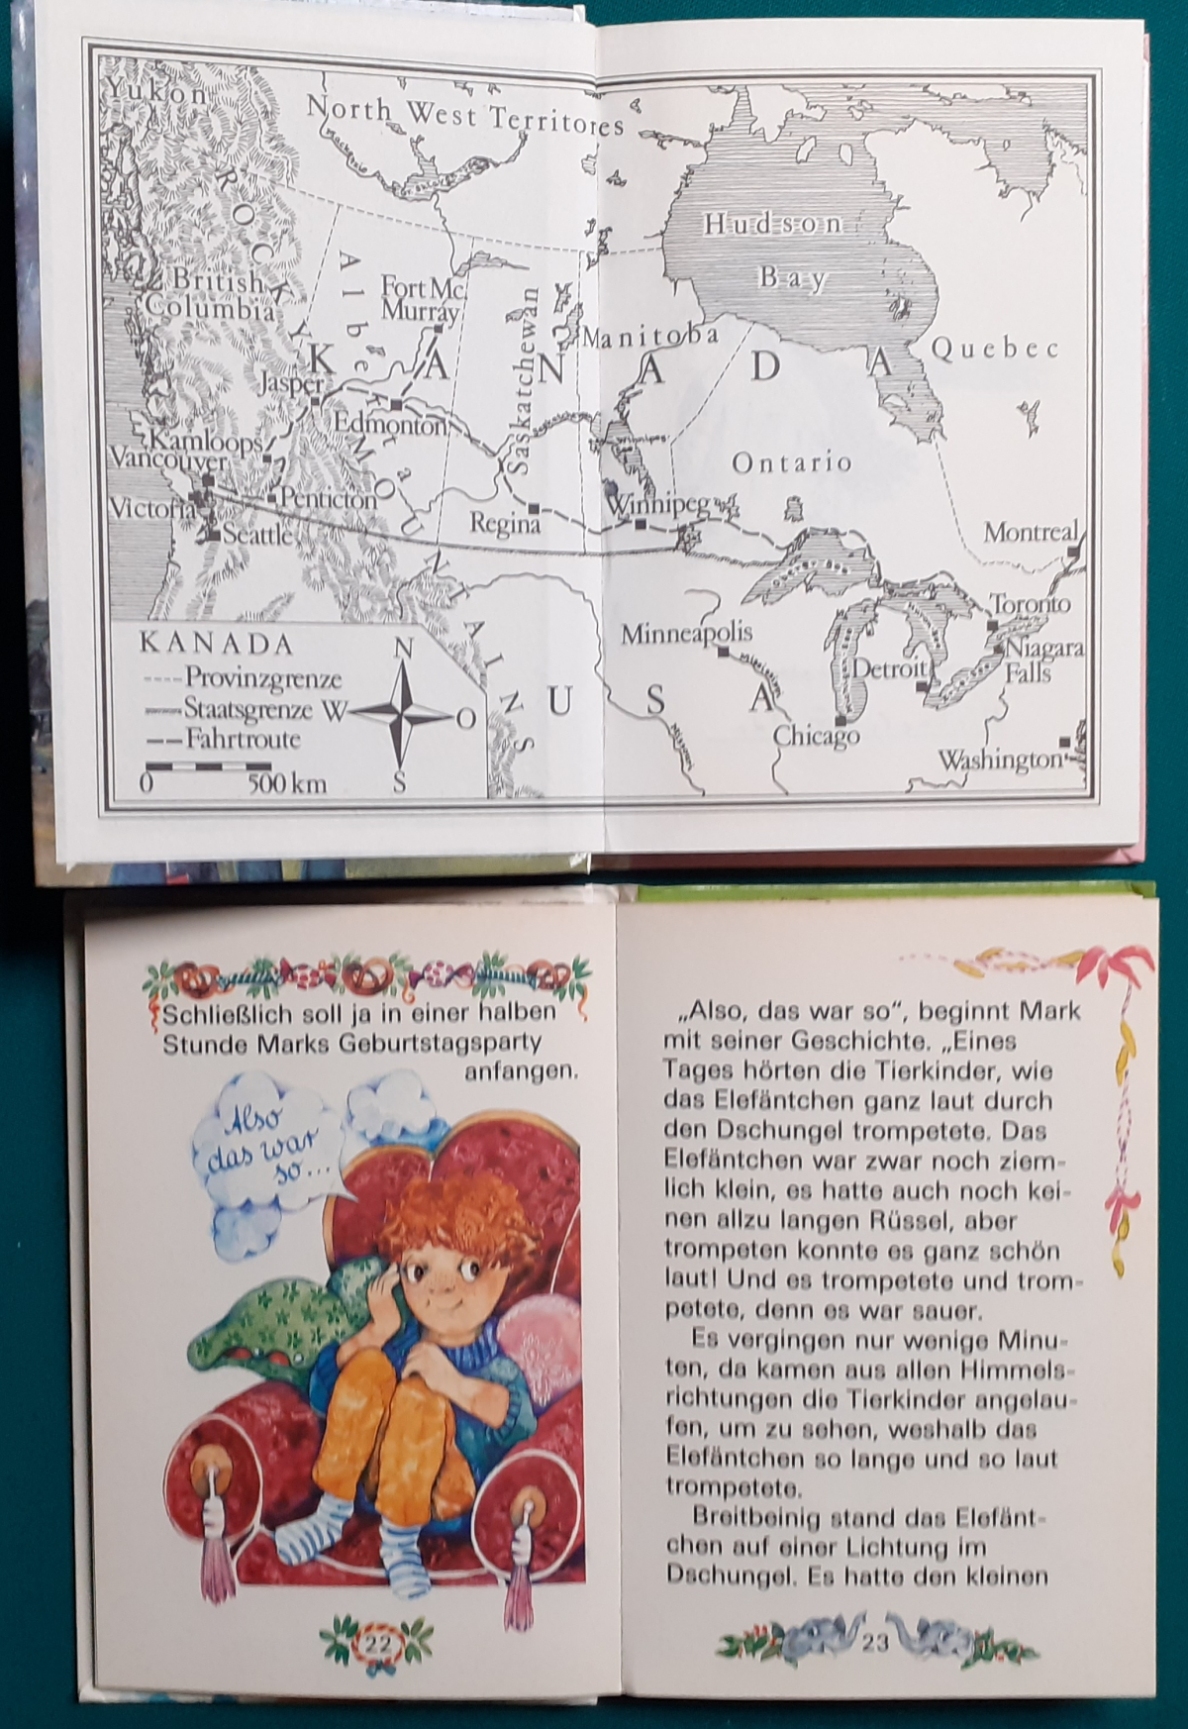 Yukon
North West Territores
ROCKY MOUNTAINS
Hudson
Bay
British
Columbia
Alberta
Fort Mc.
Murray
Saskatchewan
Manitoba
Quebec
KANADA
Jasper
Edmonton
Kamloops
Vancouver
Ontario
Victoria
Penticton
Winnipeg
Regina
Seattle
Montreal
Toronto
Minneapolis
Niagara
Falls
Detroit
USA
Chicago
Washington
KANADA
Provinzgrenze
Staatsgrenze
Fahrtroute
0 500 km
N
W
O
S
Schließlich soll ja in einer halben
Stunde Marks Geburtstagsparty
anfangen.
Also
das war
so...
22
„Also, das war so“, beginnt Mark
mit seiner Geschichte. „Eines
Tages hörten die Tierkinder, wie
das Elefäntchen ganz laut durch
den Dschungel trompetete. Das
Elefäntchen war zwar noch ziem-
lich klein, es hatte auch noch kei-
nen allzu langen Rüssel, aber
trompeten konnte es ganz schön
laut! Und es trompetete und trom-
petete, denn es war sauer.
Es vergingen nur wenige Minu-
ten, da kamen aus allen Himmels-
richtungen die Tierkinder angelau-
fen, um zu sehen, weshalb das
Elefäntchen so lange und so laut
trompetete.
Breitbeinig stand das Elefänt-
chen auf einer Lichtung im
Dschungel. Es hatte den kleinen
23